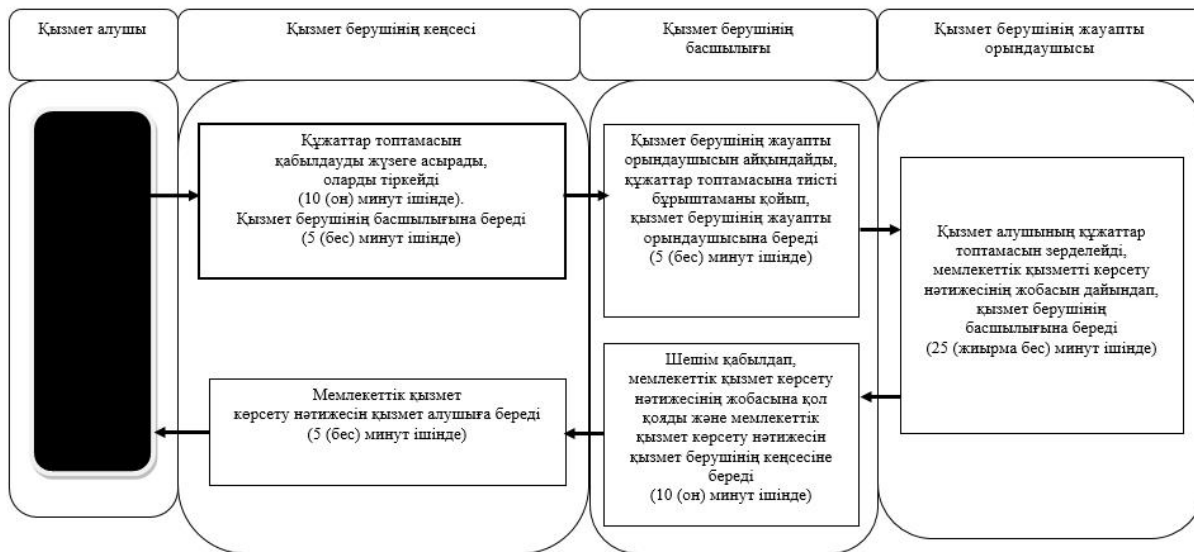 Қызмет алушы
Қызмет берушінің кеңсесі
Қызмет берушінің
басшылығы
Қызмет берушінің жауапты
орындаушысы
Құжаттар топтамасын
қабылдауды жүзеге асырады,
оларды тіркейді
(10 (он) минут ішінде).
Қызмет берушінің басшылығына береді
(5 (бес) минут ішінде)
Қызмет берушінің жауапты
орындаушысын айқындайды,
құжаттар топтамасына тиісті
бұрыштаманы қойып,
қызмет берушінің жауапты
орындаушысына береді
(5 (бес) минут ішінде)
Қызмет алушының құжаттар
топтамасын зерделейді,
мемлекеттік қызметті көрсету
нәтижесінің жобасын дайындап,
қызмет берушінің
басшылығына береді
(25 (жиырма бес) минут ішінде)
Шешім қабылдап,
мемлекеттік қызмет көрсету
нәтижесінің жобасына қол
қояды және мемлекеттік
қызмет көрсету нәтижесін
қызмет берушінің кеңсесіне
береді
(10 (он) минут ішінде)
Мемлекеттік қызмет
көрсету нәтижесін қызмет алушыға береді
(5 (бес) минут ішінде)